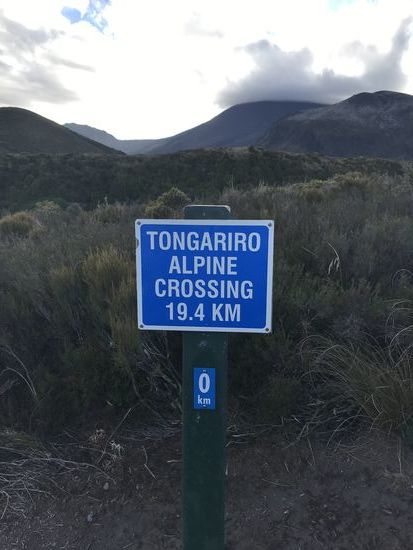 TONGARIRO
ALPINE
CROSSING
19.4 KM
0
km